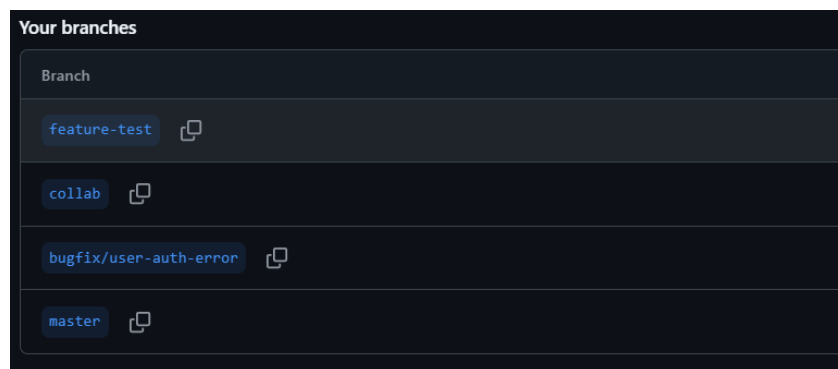 Your branches
Branch
feature-test
collab
bugfix/user-auth-error
master